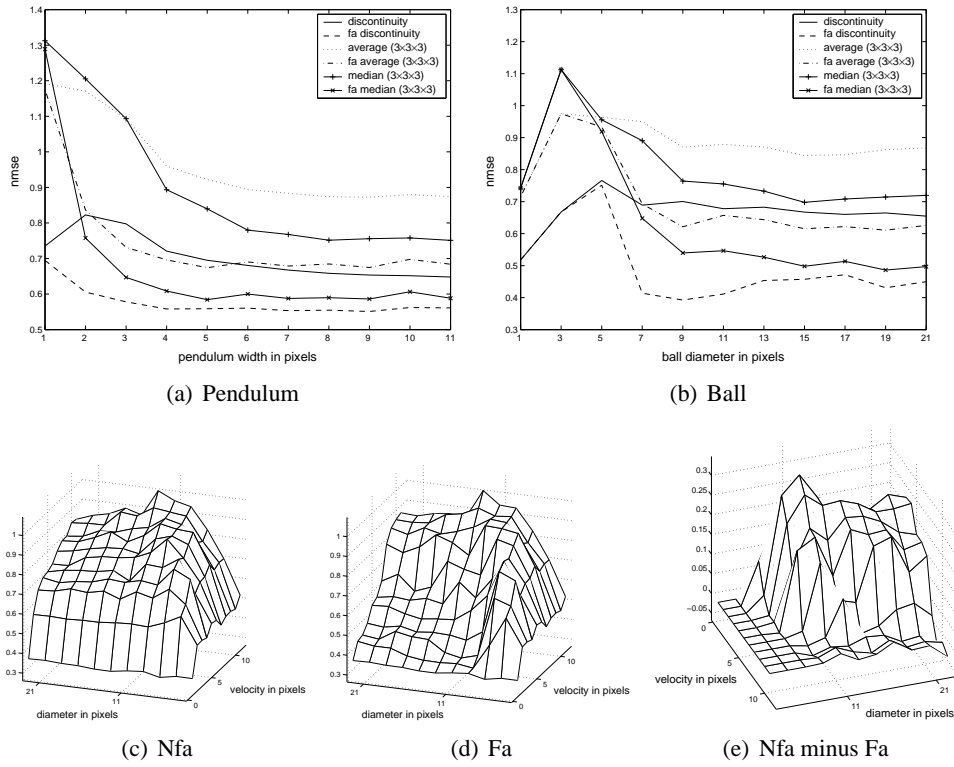 1.4
1.3
1.2
1.1
1
0.9
0.8
0.7
0.6
0.5
nmse
1 2 3 4 5 6 7 8 9 10 11
pendulum width in pixels
discontinuity
fa discontinuity
average (3×3×3)
fa average (3×3×3)
median (3×3×3)
fa median (3×3×3)
(a) Pendulum
1.3
1.2
1.1
1
0.9
0.8
0.7
0.6
0.5
0.4
0.3
nmse
1 3 5 7 9 11 13 15 17 19 21
ball diameter in pixels
discontinuity
fa discontinuity
average (3×3×3)
fa average (3×3×3)
median (3×3×3)
fa median (3×3×3)
(b) Ball
1
0.9
0.8
0.7
0.6
0.5
0.4
0.3
21
11
0
5
10
diameter in pixels
velocity in pixels
(c) Nfa
1
0.9
0.8
0.7
0.6
0.5
0.4
0.3
21
11
0
5
10
diameter in pixels
velocity in pixels
(d) Fa
0.3
0.25
0.2
0.15
0.1
0.05
0
−0.05
0
5
10
11
21
velocity in pixels
diameter in pixels
(e) Nfa minus Fa